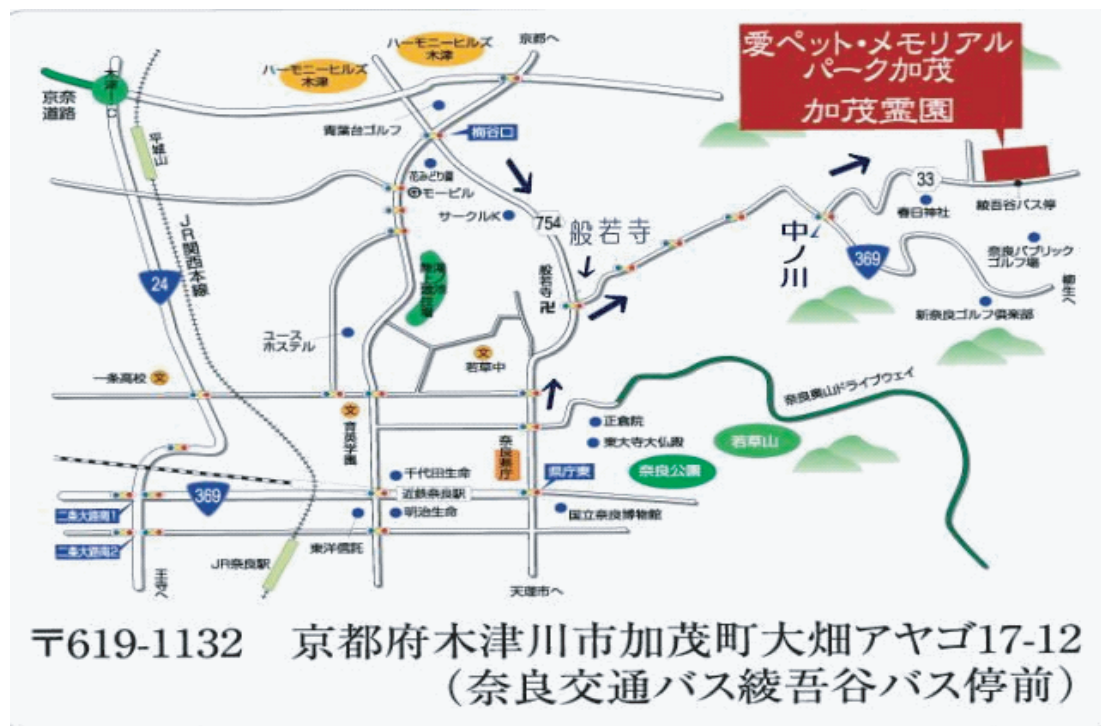 ハーモニーヒルズ
木津
京都へ
愛ペット・メモリアル
パーク加茂
加茂霊園
ハーモニーヒルズ
木津
京奈
道路
青葉台ゴルフ
梅谷口
平城山
花みどり園
モービル
サークルK
754
般若寺
33
春日神社
綾吾谷バス停
中ノ川
369
奈良パブリック
ゴルフ場
柳生へ
新奈良ゴルフ倶楽部
JR関西本線
24
般若寺
卍
ユース
ホステル
文
若草中
一条高校
文
文
育英学園
奈良奥山ドライブウェイ
正倉院
東大寺大仏殿
若草山
奈良県庁
奈良公園
県庁東
千代田生命
369
近鉄奈良駅
明治生命
国立奈良博物館
二条大路南1
二条大路南2
東洋信託
JR奈良駅
王寺へ
天理市へ
〒619-1132 京都府木津川市加茂町大畑アヤゴ17-12
（奈良交通バス綾吾谷バス停前）